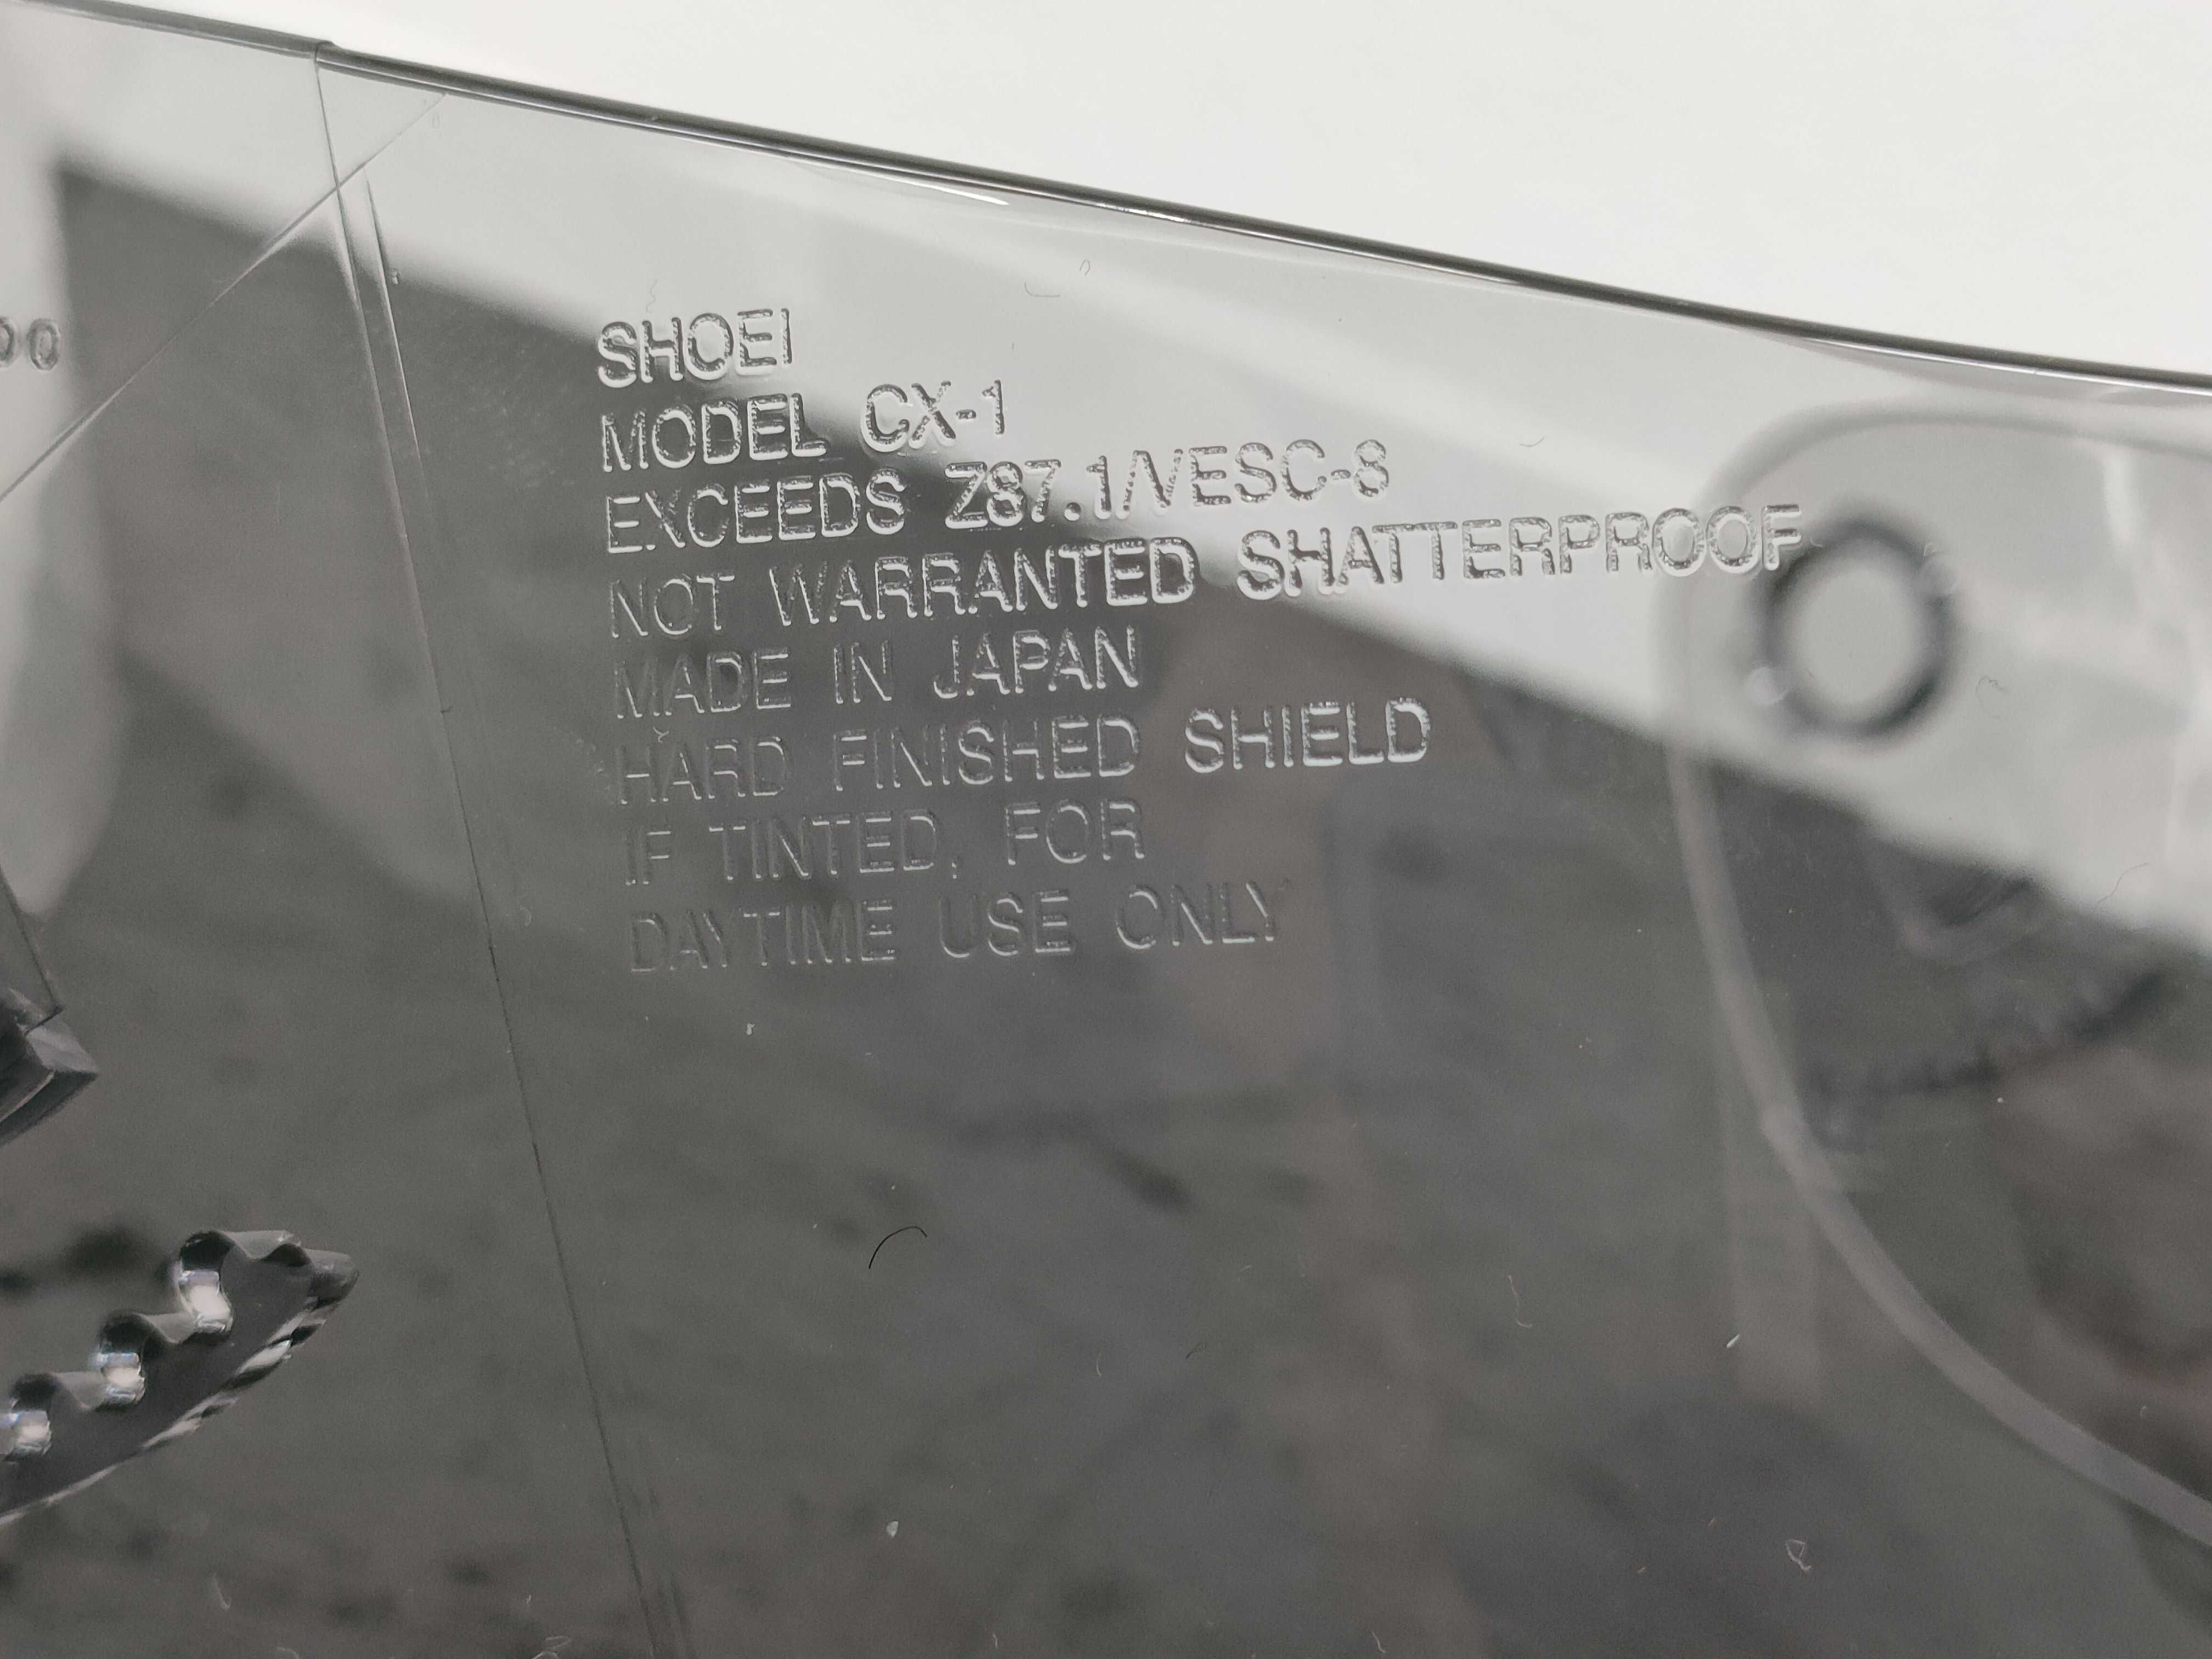 SHOEI
MODEL CX-1
EXCEEDS Z87.1/VESC-8
NOT WARRANTED SHATTERPROOF
MADE IN JAPAN
HARD FINISHED SHIELD
IF TINTED, FOR
DAYTIME USE ONLY